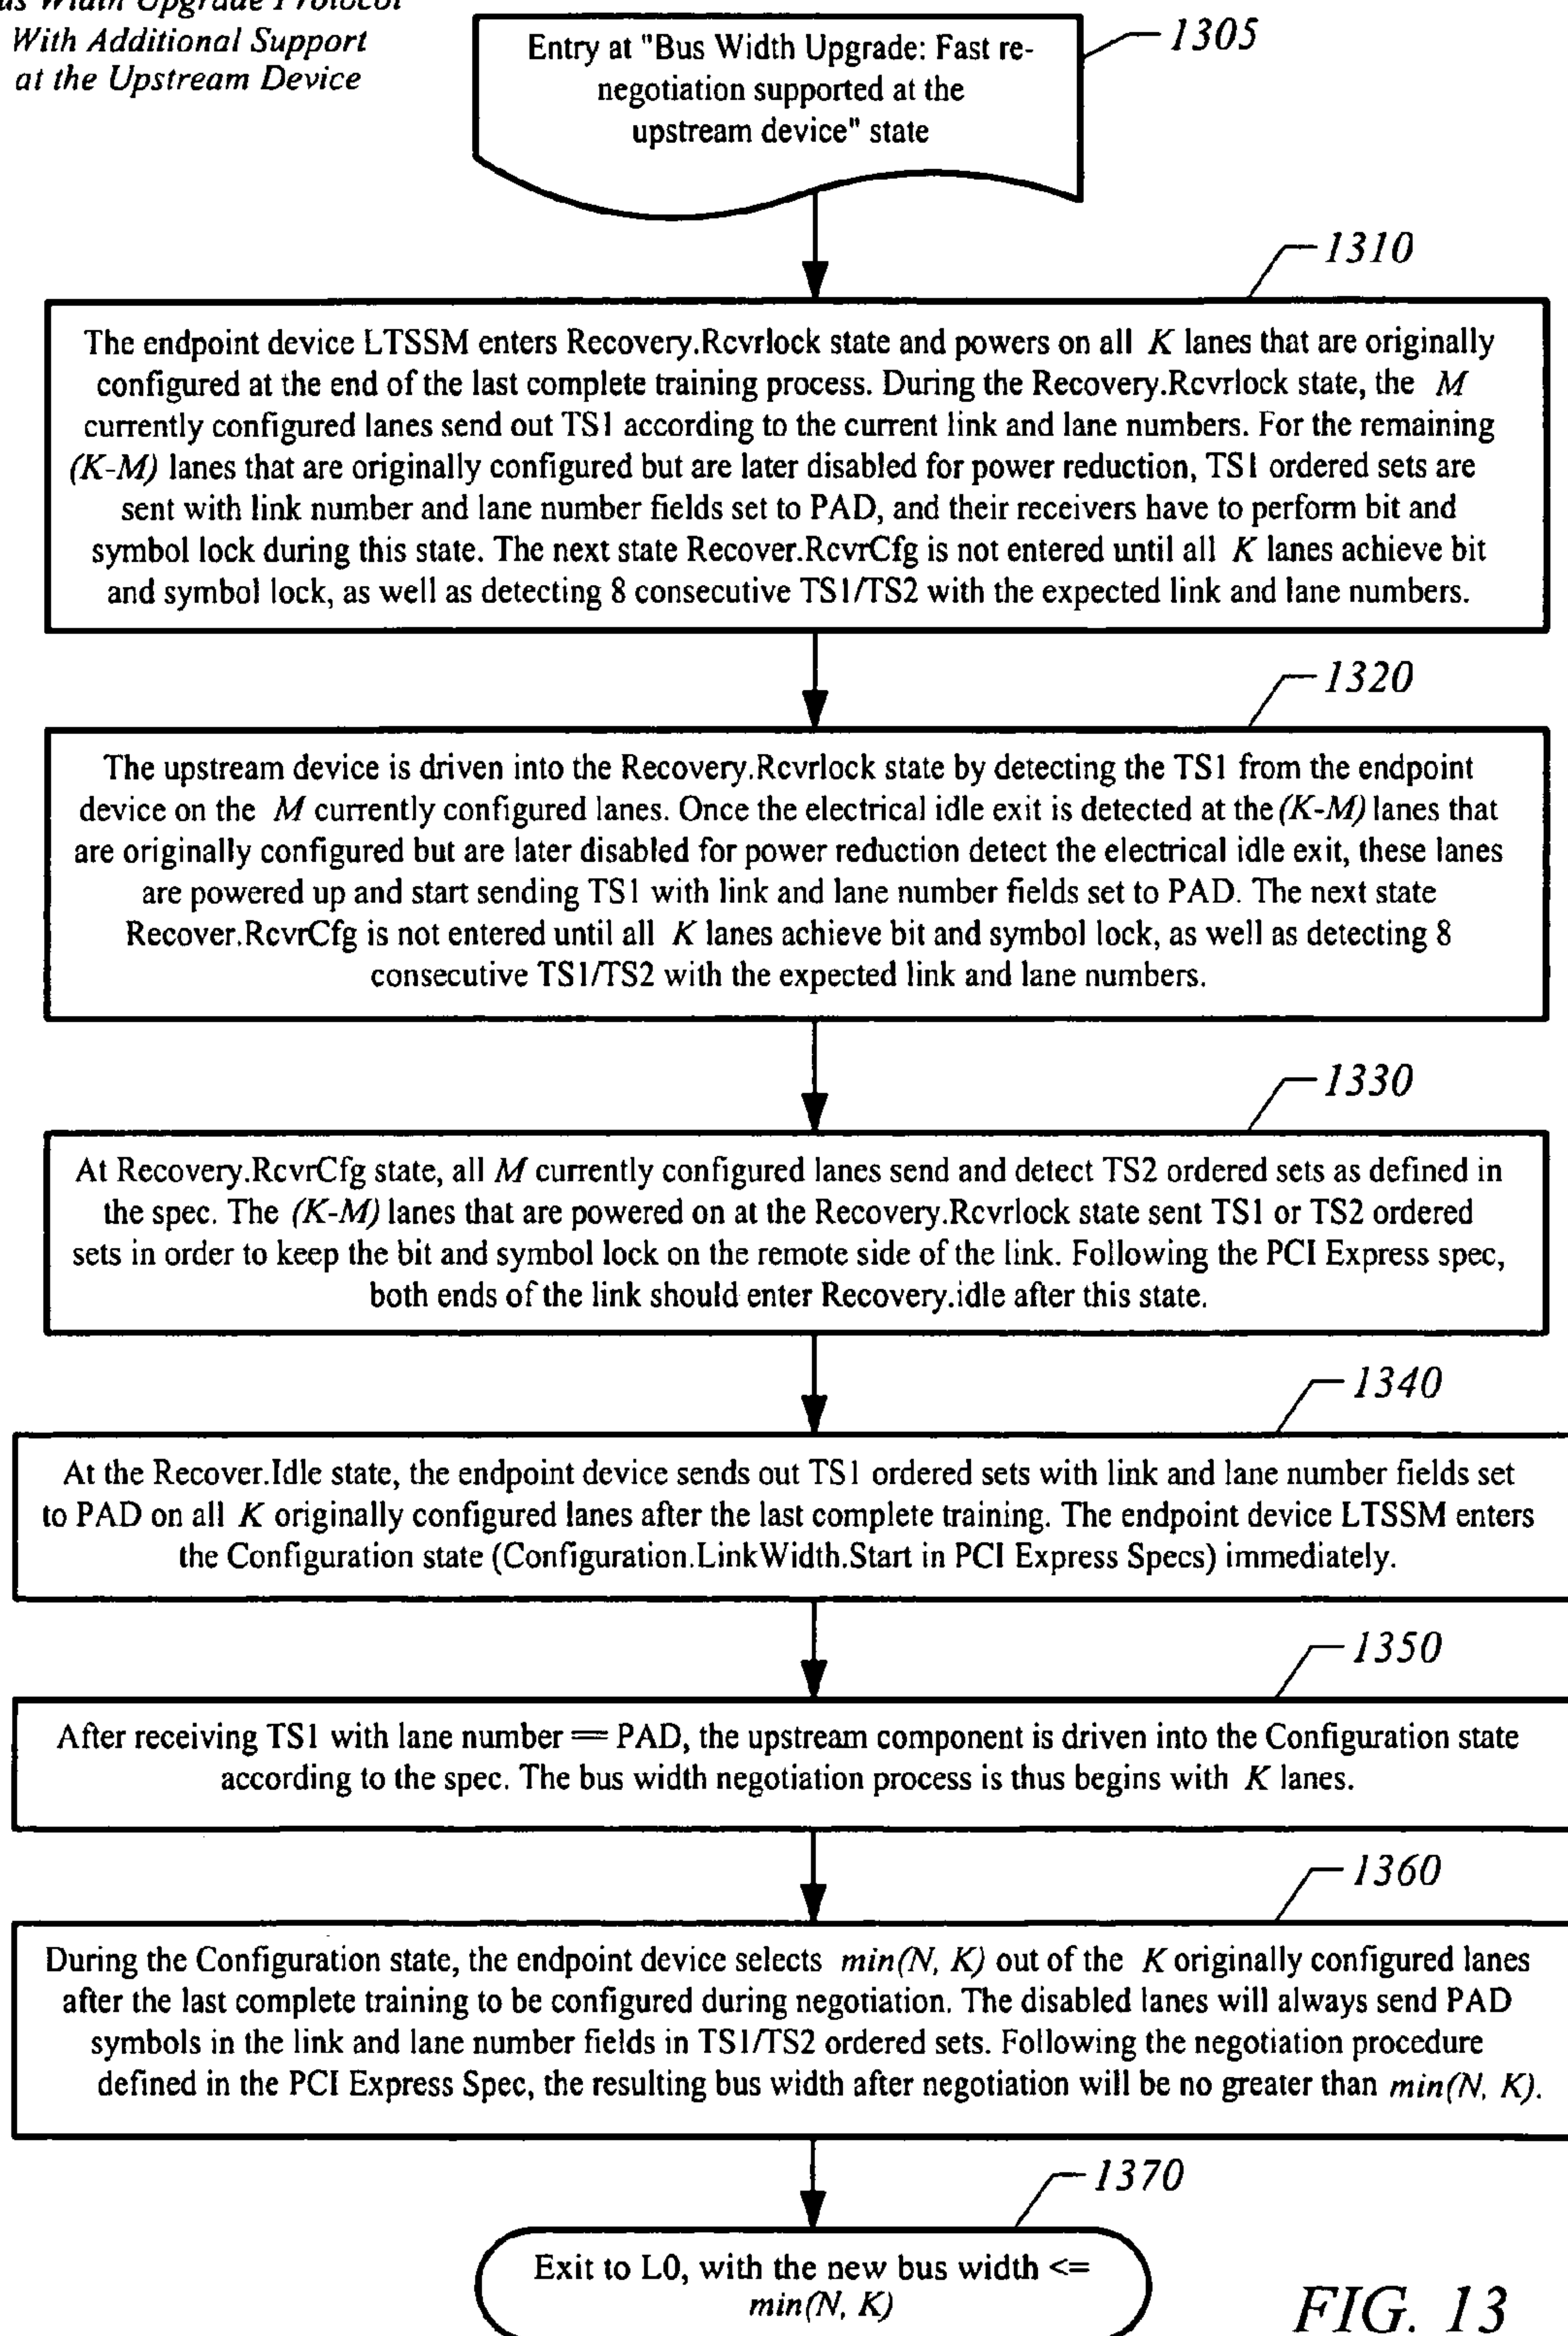 With Additional Support
at the Upstream Device
Entry at "Bus Width Upgrade: Fast re-
negotiation supported at the
upstream device" state
1305
1310
The endpoint device LTSSM enters Recovery.Rcvrlock state and powers on all K lanes that are originally
configured at the end of the last complete training process. During the Recovery.Rcvrlock state, the M
currently configured lanes send out TS1 according to the current link and lane numbers. For the remaining
(K-M) lanes that are originally configured but are later disabled for power reduction, TS1 ordered sets are
sent with link number and lane number fields set to PAD, and their receivers have to perform bit and
symbol lock during this state. The next state Recover.RcvrCfg is not entered until all K lanes achieve bit
and symbol lock, as well as detecting 8 consecutive TS1/TS2 with the expected link and lane numbers.
1320
The upstream device is driven into the Recovery.Rcvrlock state by detecting the TS1 from the endpoint
device on the M currently configured lanes. Once the electrical idle exit is detected at the (K-M) lanes that
are originally configured but are later disabled for power reduction detect the electrical idle exit, these lanes
are powered up and start sending TS1 with link and lane number fields set to PAD. The next state
Recover.RcvrCfg is not entered until all K lanes achieve bit and symbol lock, as well as detecting 8
consecutive TS1/TS2 with the expected link and lane numbers.
1330
At Recovery.RcvrCfg state, all M currently configured lanes send and detect TS2 ordered sets as defined in
the spec. The (K-M) lanes that are powered on at the Recovery.Rcvrlock state sent TS1 or TS2 ordered
sets in order to keep the bit and symbol lock on the remote side of the link. Following the PCI Express spec,
both ends of the link should enter Recovery.idle after this state.
1340
At the Recover.Idle state, the endpoint device sends out TS1 ordered sets with link and lane number fields set
to PAD on all K originally configured lanes after the last complete training. The endpoint device LTSSM enters
the Configuration state (Configuration.LinkWidth.Start in PCI Express Specs) immediately.
1350
After receiving TS1 with lane number == PAD, the upstream component is driven into the Configuration state
according to the spec. The bus width negotiation process is thus begins with K lanes.
1360
During the Configuration state, the endpoint device selects min(N, K) out of the K originally configured lanes
after the last complete training to be configured during negotiation. The disabled lanes will always send PAD
symbols in the link and lane number fields in TS1/TS2 ordered sets. Following the negotiation procedure
defined in the PCI Express Spec, the resulting bus width after negotiation will be no greater than min(N, K).
1370
Exit to L0, with the new bus width <=
min(N, K)
FIG. 13